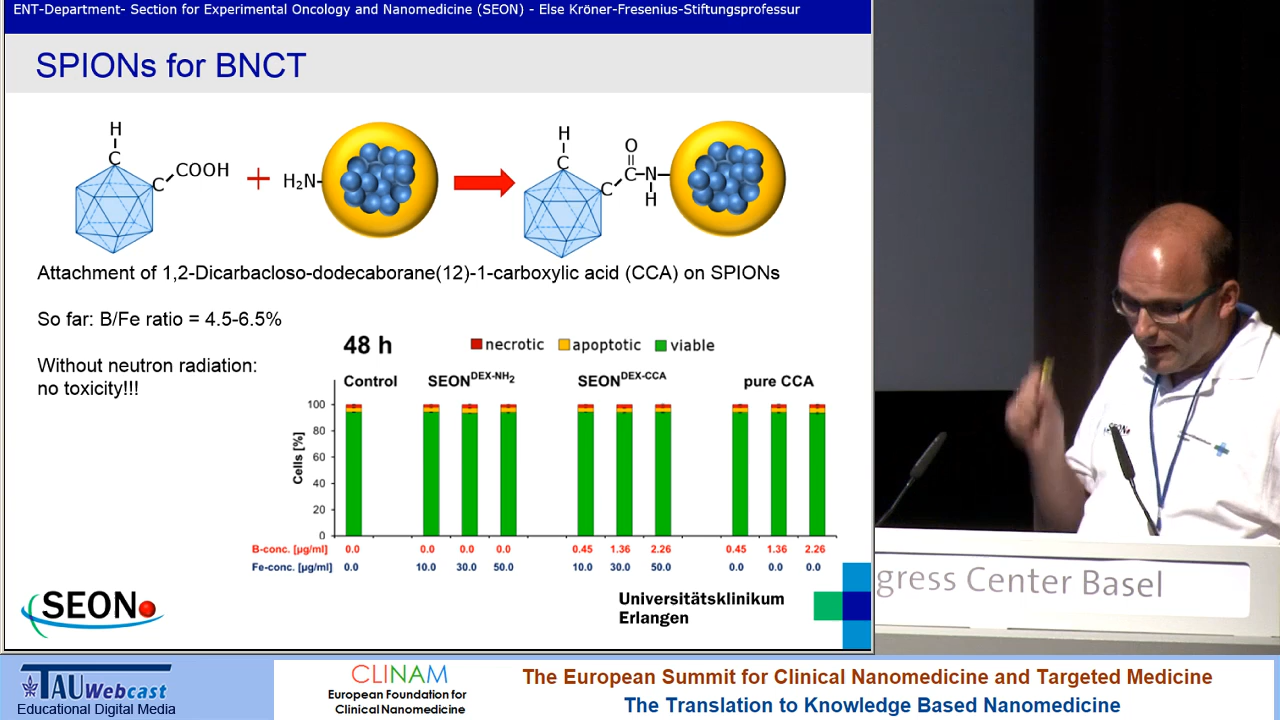 ENT-Department- Section for Experimental Oncology and Nanomedicine (SEON) - Else Kröner-Fresenius-Stiftungsprofessur
SPIONs for BNCT
H
C
COOH
C
+
H₂N
H
C
C
O
C
N
H
Attachment of 1,2-Dicarbacloso-dodecaborane(12)-1-carboxylic acid (CCA) on SPIONs
So far: B/Fe ratio = 4.5-6.5%
Without neutron radiation:
no toxicity!!!
48 h
necrotic apoptotic viable
Control SEON^DEX-NH₂ SEON^DEX-CCA pure CCA
Cells [%]
100
80
60
40
20
0
B-conc. [µg/ml] 0.0 0.0 0.0 0.0 0.45 1.36 2.26 0.45 1.36 2.26
Fe-conc. [µg/ml] 0.0 10.0 30.0 50.0 10.0 30.0 50.0 0.0 0.0 0.0
SEON
Universitätsklinikum
Erlangen
SEON
gress Center Basel
TAU Webcast
Educational Digital Media
CLINAM
European Foundation for
Clinical Nanomedicine
The European Summit for Clinical Nanomedicine and Targeted Medicine
The Translation to Knowledge Based Nanomedicine